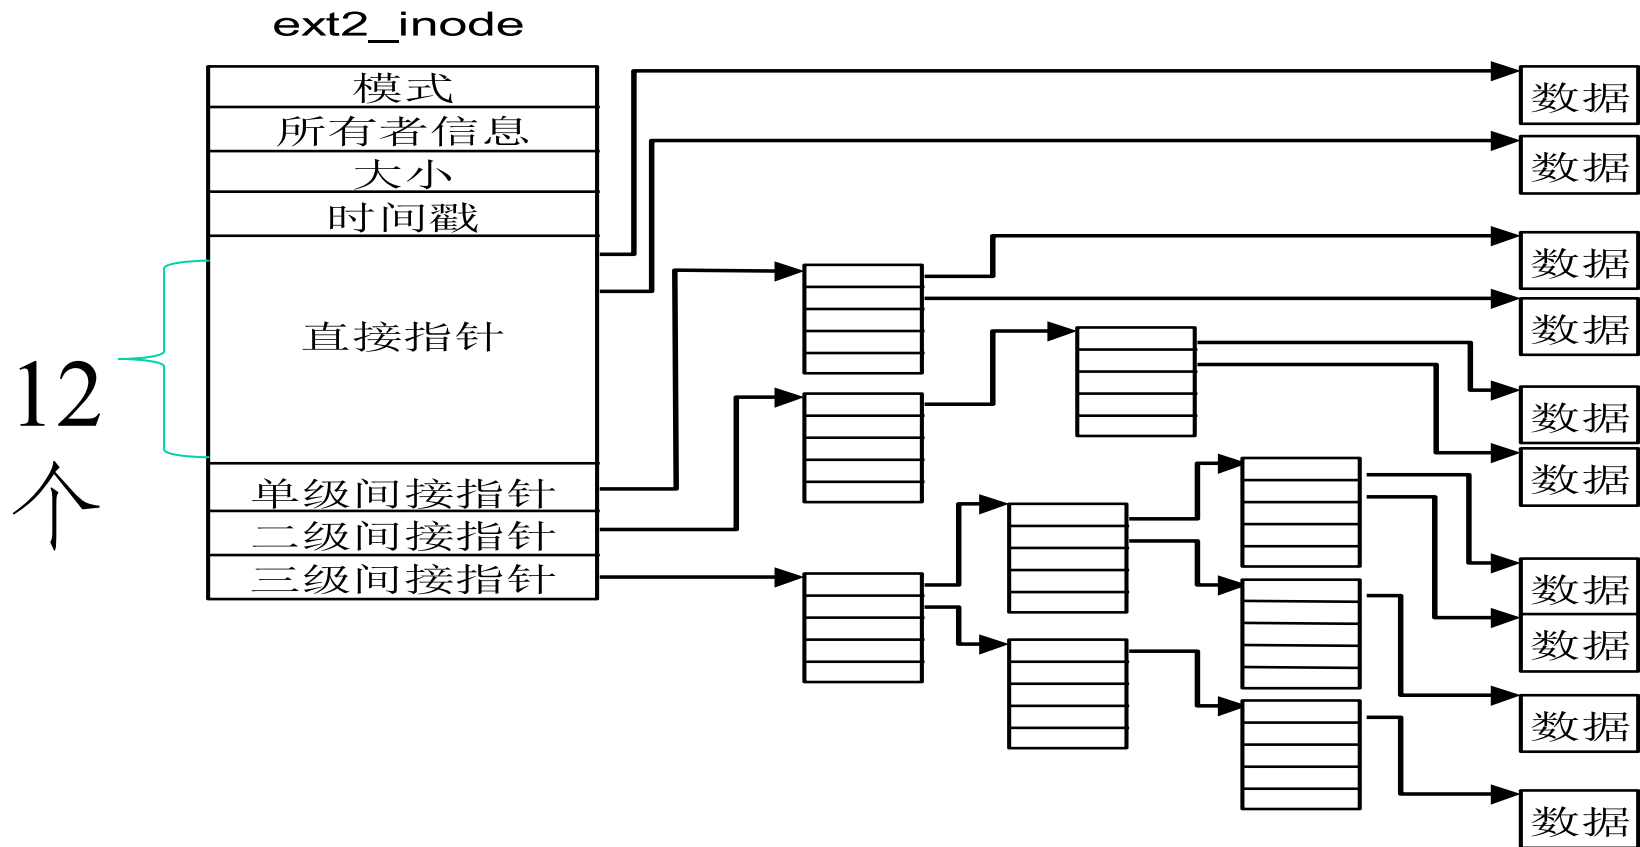 ext2_inode
模式
所有者信息
大小
时间戳
直接指针
12
个
单级间接指针
二级间接指针
三级间接指针
数据
数据
数据
数据
数据
数据
数据
数据
数据
数据